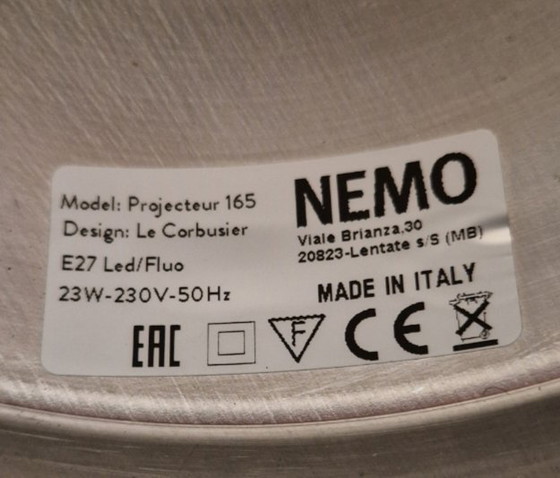 Model: Projecteur 165
Design: Le Corbusier
E27 Led/Fluo
23W-230V-50Hz
NEMO
Viale Brianza,30
20823-Lentate s/S (MB)
MADE IN ITALY
EAC
F
CE